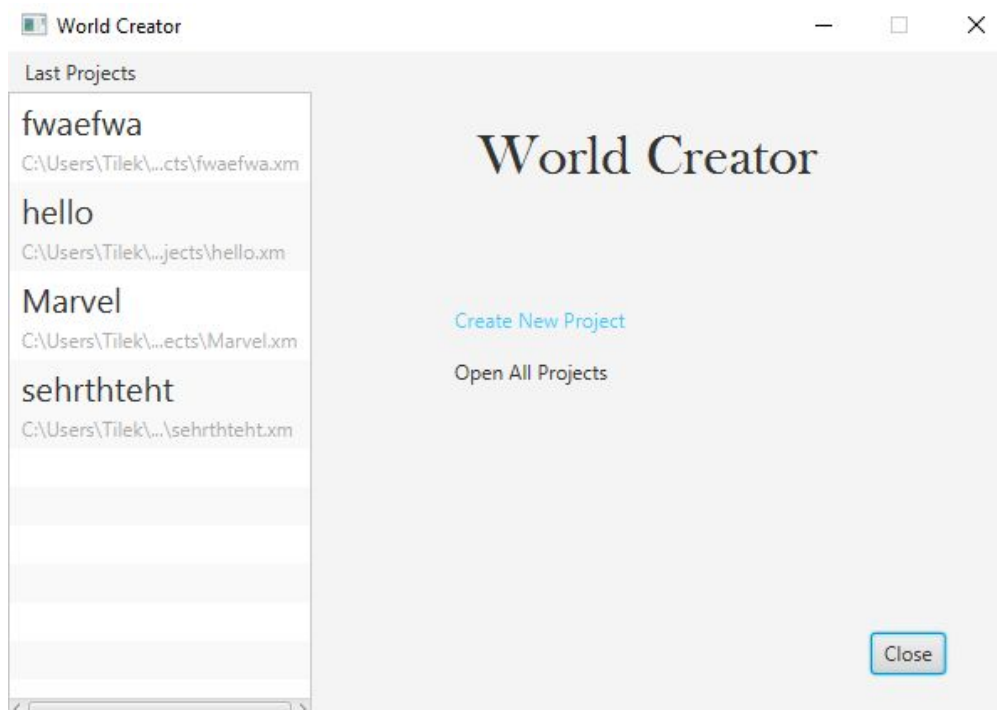 World Creator
Last Projects
fwaefwa
C:\Users\Tilek\...cts\fwaefwa.xm
hello
C:\Users\Tilek\...jects\hello.xm
Marvel
C:\Users\Tilek\...ects\Marvel.xm
sehrthteht
C:\Users\Tilek\...\sehrthteht.xm
World Creator
Create New Project
Open All Projects
Close